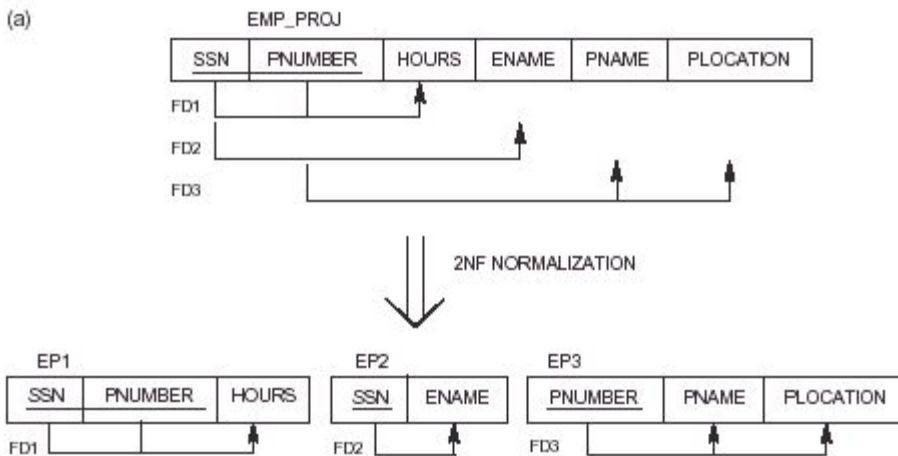 (a)
EMP_PROJ
SSN PNUMBER HOURS ENAME PNAME PLOCATION
FD1
FD2
FD3
2NF NORMALIZATION
EP1 EP2 EP3
SSN PNUMBER HOURS SSN ENAME PNUMBER PNAME PLOCATION
FD1 FD2 FD3